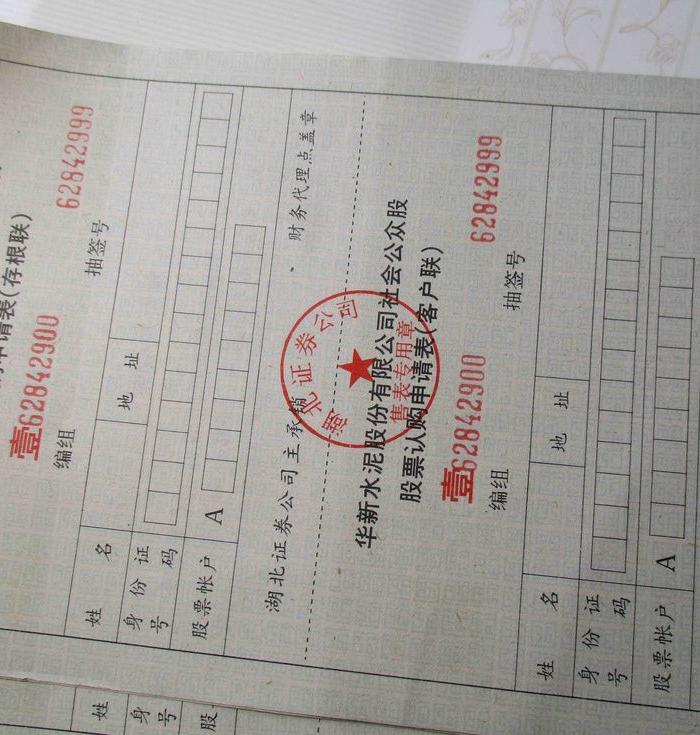 购申请表(存根联)
编组 壹62842900
抽签号 62842999
姓名
地址
身份证号码
股票帐户 A
湖北证券公司主承销
、财务代理点盖章
湖北证券公司
售表专用章
华新水泥股份有限公司社会公众股
股票认购申请表(客户联)
编组 壹62842900
抽签号 62842999
姓名
地址
身份证号码
股票帐户 A
姓
身
号
股